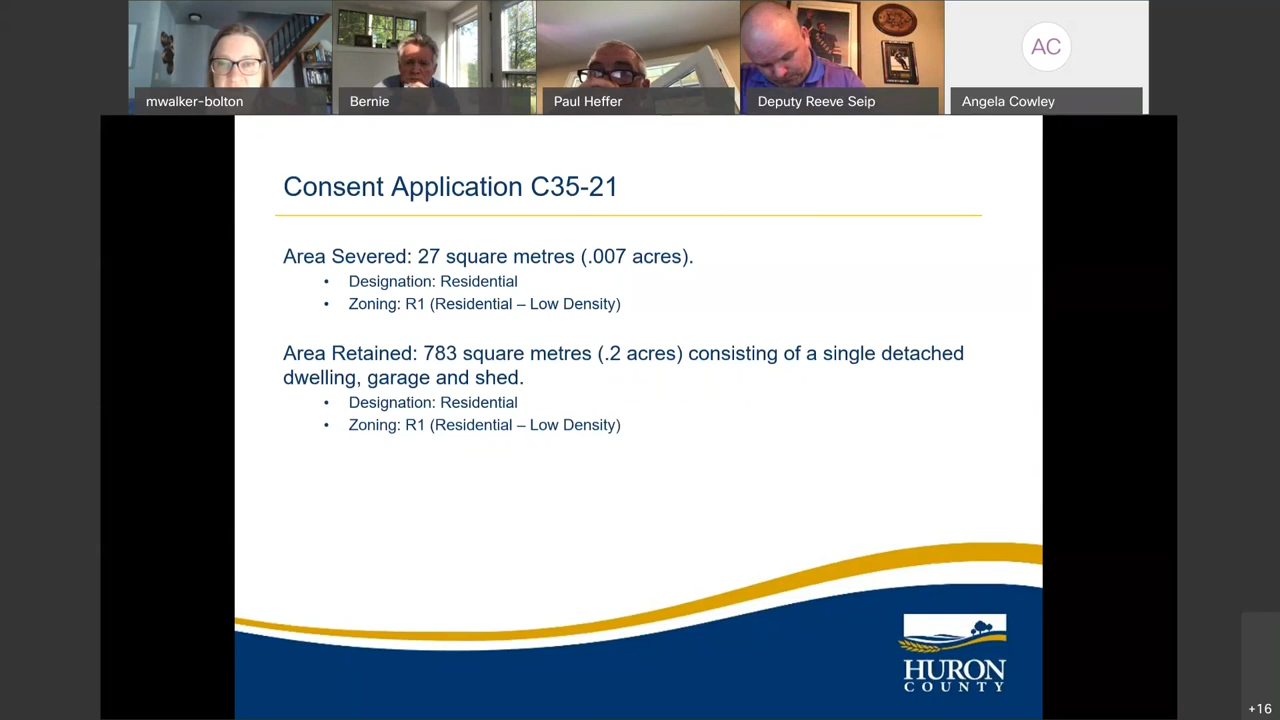 mwalker-bolton
Bernie
Paul Heffer
Deputy Reeve Seip
AC
Angela Cowley
Consent Application C35-21
Area Severed: 27 square metres (.007 acres).
• Designation: Residential
• Zoning: R1 (Residential – Low Density)
Area Retained: 783 square metres (.2 acres) consisting of a single detached
dwelling, garage and shed.
• Designation: Residential
• Zoning: R1 (Residential – Low Density)
HURON
COUNTY
+16